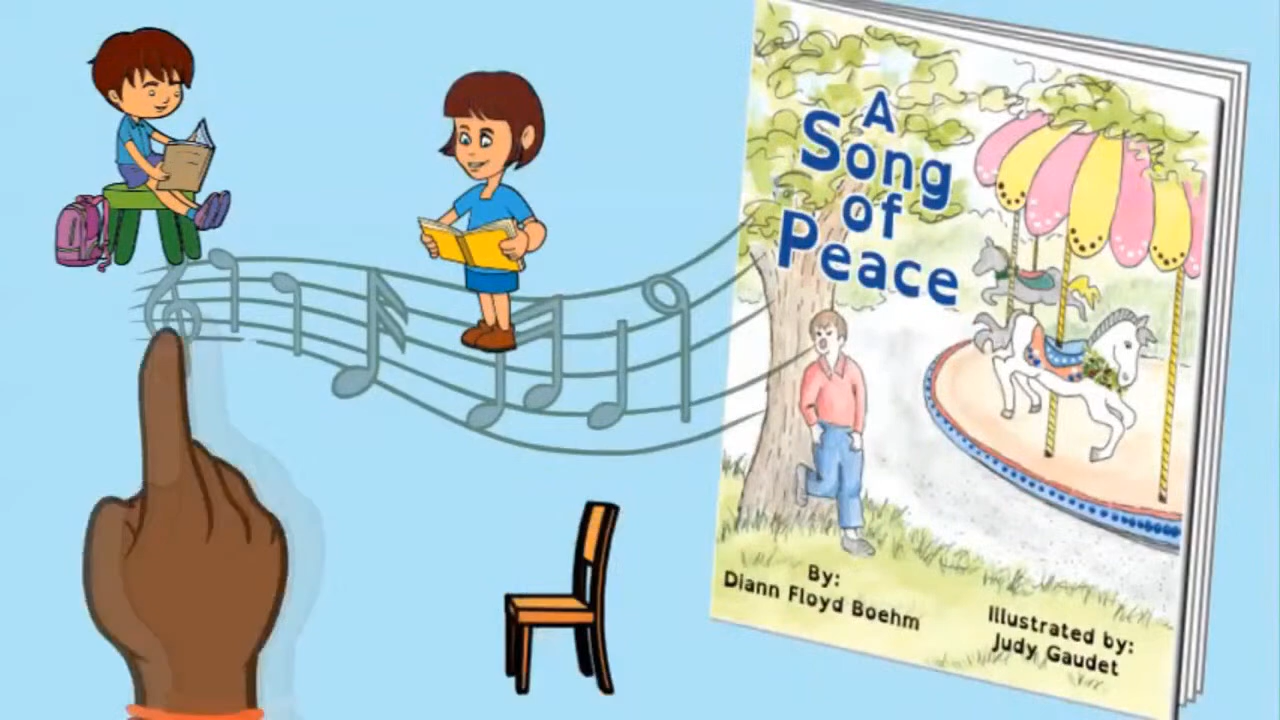 A
Song
of
Peace
By:
Diann Floyd Boehm
Illustrated by:
Judy Gaudet